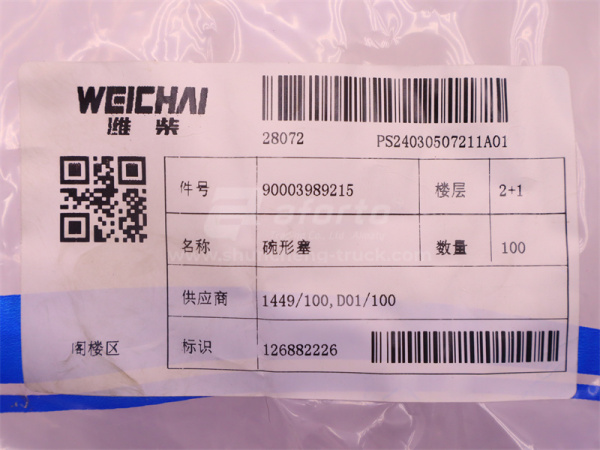 WEICHAI
潍柴
28072 PS24030507211A01
件号 90003989215 楼层 2+1
名称 碗形塞 数量 100
供应商 1449/100,D01/100
阁楼区 标识 126882226